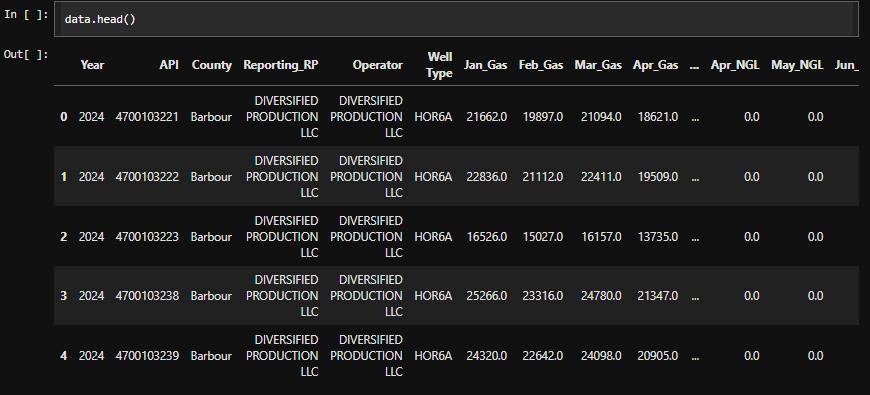 In [ ]: data.head()
Out[ ]:
Year API County Reporting_RP Operator Well Type Jan_Gas Feb_Gas Mar_Gas Apr_Gas ... Apr_NGL May_NGL Jun_
0 2024 4700103221 Barbour DIVERSIFIED PRODUCTION LLC DIVERSIFIED PRODUCTION LLC HOR6A 21662.0 19897.0 21094.0 18621.0 ... 0.0 0.0
1 2024 4700103222 Barbour DIVERSIFIED PRODUCTION LLC DIVERSIFIED PRODUCTION LLC HOR6A 22836.0 21112.0 22411.0 19509.0 ... 0.0 0.0
2 2024 4700103223 Barbour DIVERSIFIED PRODUCTION LLC DIVERSIFIED PRODUCTION LLC HOR6A 16526.0 15027.0 16157.0 13735.0 ... 0.0 0.0
3 2024 4700103238 Barbour DIVERSIFIED PRODUCTION LLC DIVERSIFIED PRODUCTION LLC HOR6A 25266.0 23316.0 24780.0 21347.0 ... 0.0 0.0
4 2024 4700103239 Barbour DIVERSIFIED PRODUCTION LLC DIVERSIFIED PRODUCTION LLC HOR6A 24320.0 22642.0 24098.0 20905.0 ... 0.0 0.0